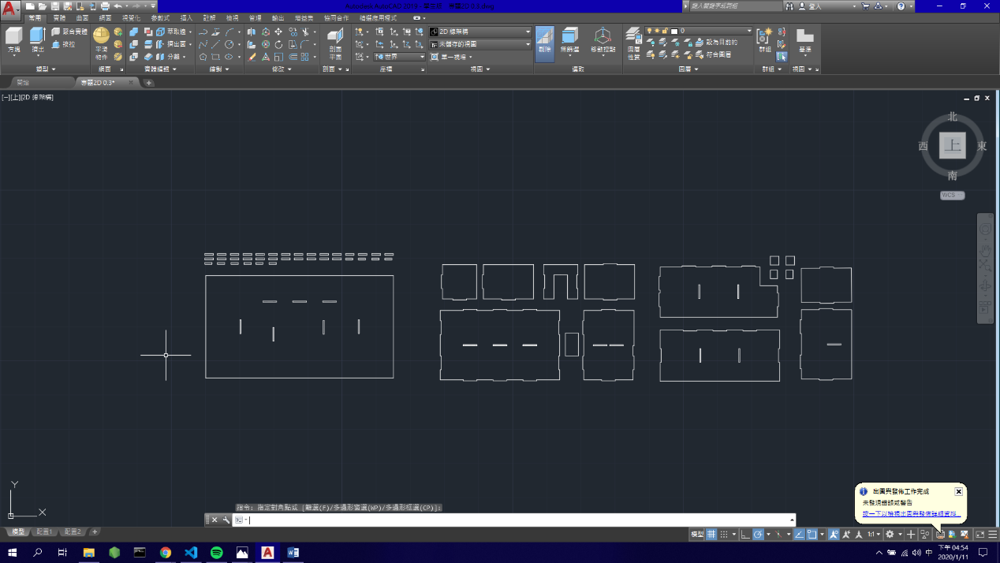 Autodesk AutoCAD 2019 - 學生版 專題2D 0.3.dwg
鍵入關鍵字或片語
登入
常用 實體 曲面 網面 視覺化 參數式 插入 註解 檢視 管理 輸出 增益集 協同合作 精選應用程式
方塊 擠出 聚合實體 按拉
平滑物件
萃取邊
擠出面
分離
剖面平面
世界
2D 線架構
未儲存的視圖
單一視埠
剔除
無篩選
移動控點
圖層性質
0
設為目前的
符合圖層
群組
基準
塑型 網面 實體編輯 繪製 修改 剖面 座標 視圖 選取 圖層 群組 視圖
開始
專題2D 0.3*
[−][上][2D 線架構]
北
西 上 東
南
WCS
Y
X
指令: 指定對角點或 [籬選(F)/多邊形窗選(WP)/多邊形框選(CP)]:
出圖與發佈工作完成
未發現錯誤或警告
按一下以檢視出圖與發佈詳細資料...
模型 配置1 配置2 +
模型
1:1
中
下午 04:54
2020/1/11